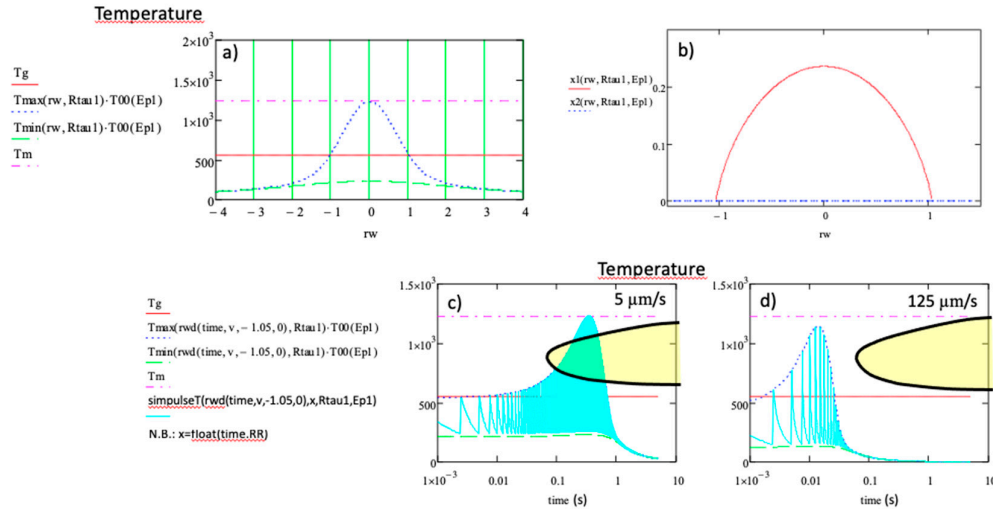 Temperature
a)
2×10³
1.5×10³
1×10³
500
0
− 4
− 3
− 2
− 1
0
1
2
3
4
rw
Tg
Tmax(rw, Rtau1)·T00(Ep1)
Tmin(rw, Rtau1)·T00(Ep1)
Tm
b)
x1(rw, Rtau1, Ep1)
x2(rw, Rtau1, Ep1)
0.2
0.1
0
− 1
0
1
rw
Temperature
Tg
Tmax(rwd(time, v, − 1.05, 0), Rtau1)·T00(Ep1)
Tmin(rwd(time, v, − 1.05, 0), Rtau1)·T00(Ep1)
Tm
simpulseT(rwd(time,v,-1.05,0),x,Rtau1,Ep1)
N.B.: x=float(time.RR)
c)
5 µm/s
1.5×10³
1×10³
500
0
1×10⁻³
0.01
0.1
1
10
time (s)
d)
125 µm/s
1.5×10³
1×10³
500
0
1×10⁻³
0.01
0.1
1
10
time (s)